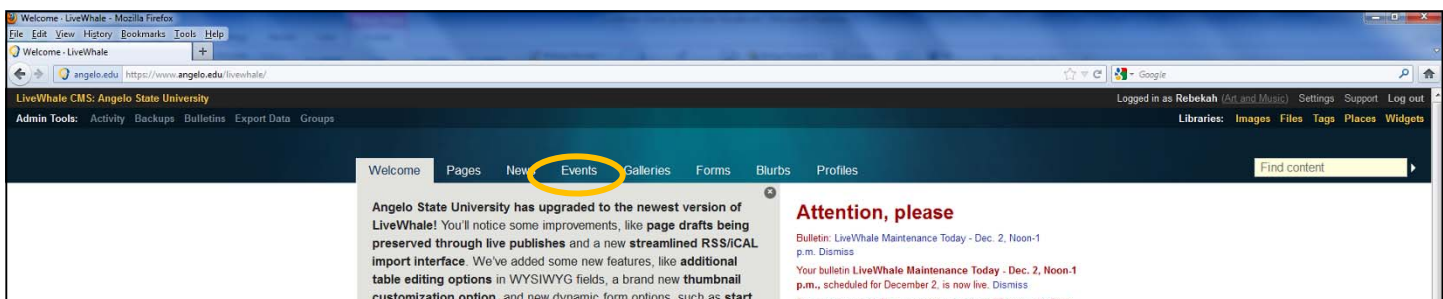 Welcome - LiveWhale - Mozilla Firefox
File Edit View History Bookmarks Tools Help
Welcome - LiveWhale +
angelo.edu https://www.angelo.edu/livewhale/ Google
LiveWhale CMS: Angelo State University Logged in as Rebekah (Art and Music) Settings Support Log out
Admin Tools: Activity Backups Bulletins Export Data Groups Libraries: Images Files Tags Places Widgets
Welcome Pages News Events Galleries Forms Blurbs Profiles Find content
Angelo State University has upgraded to the newest version of
LiveWhale! You'll notice some improvements, like page drafts being
preserved through live publishes and a new streamlined RSS/iCAL
import interface. We've added some new features, like additional
table editing options in WYSIWYG fields, a brand new thumbnail
customization option, and new dynamic form options, such as start
Attention, please
Bulletin: LiveWhale Maintenance Today - Dec. 2, Noon-1
p.m. Dismiss
Your bulletin LiveWhale Maintenance Today - Dec. 2, Noon-1
p.m., scheduled for December 2, is now live. Dismiss